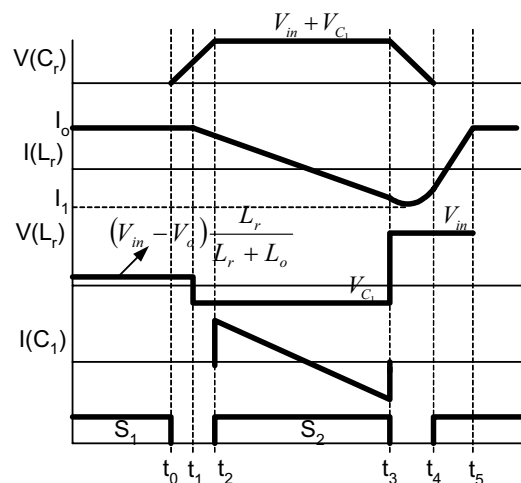 V_in + V_C1
V(C_r)
I_o
I(L_r)
I_1
V(L_r)
(V_in − V_o) L_r / (L_r + L_o)
V_in
V_C1
I(C_1)
S_1
S_2
t_0 t_1 t_2 t_3 t_4 t_5